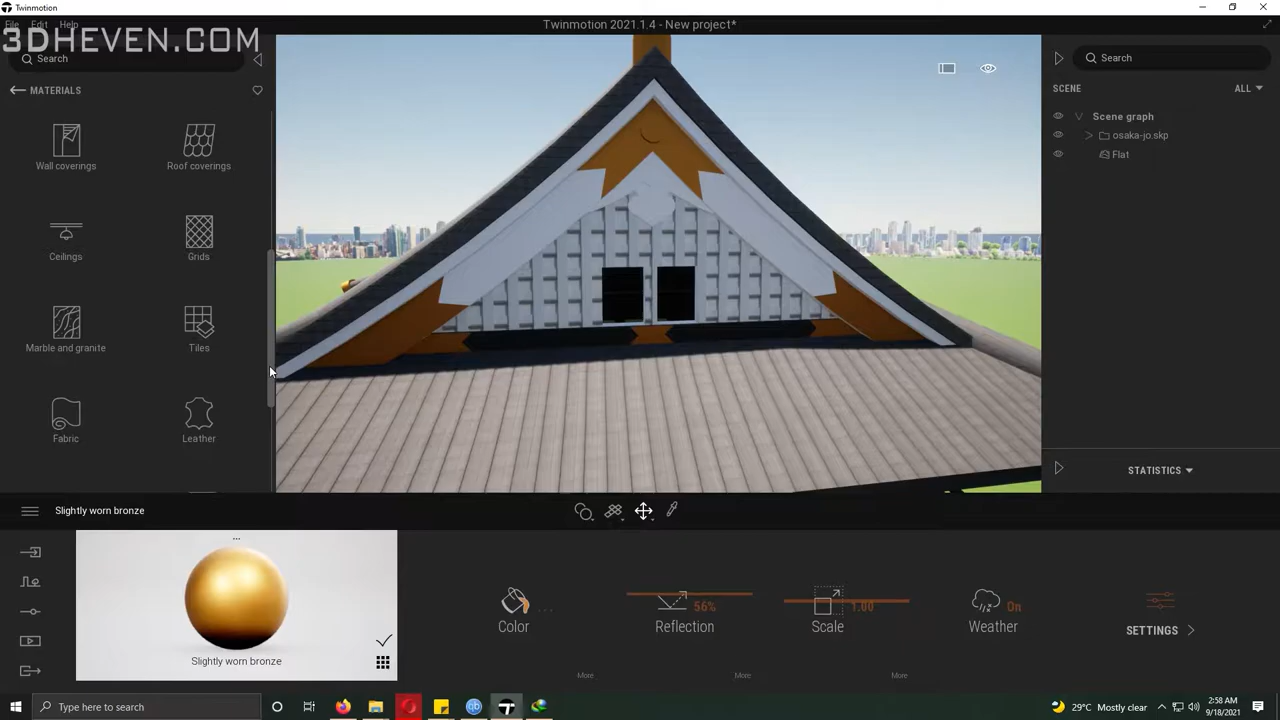 Twinmotion
File Edit Help
Twinmotion 2021.1.4 - New project*
3DHEVEN.COM
Search
MATERIALS
Wall coverings
Roof coverings
Ceilings
Grids
Marble and granite
Tiles
Fabric
Leather
Search
SCENE
ALL
Scene graph
osaka-jo.skp
Flat
STATISTICS
Slightly worn bronze
...
Slightly worn bronze
Color
...
56%
Reflection
1.00
Scale
On
Weather
SETTINGS
More
More
More
Type here to search
29°C Mostly clear
2:58 AM
9/18/2021